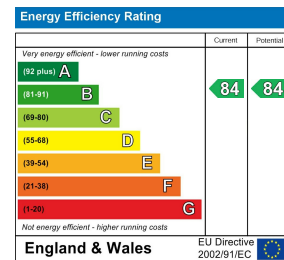 Energy Efficiency Rating
Current Potential
Very energy efficient - lower running costs
(92 plus) A
(81-91) B 84 84
(69-80) C
(55-68) D
(39-54) E
(21-38) F
(1-20) G
Not energy efficient - higher running costs
England & Wales
EU Directive
2002/91/EC